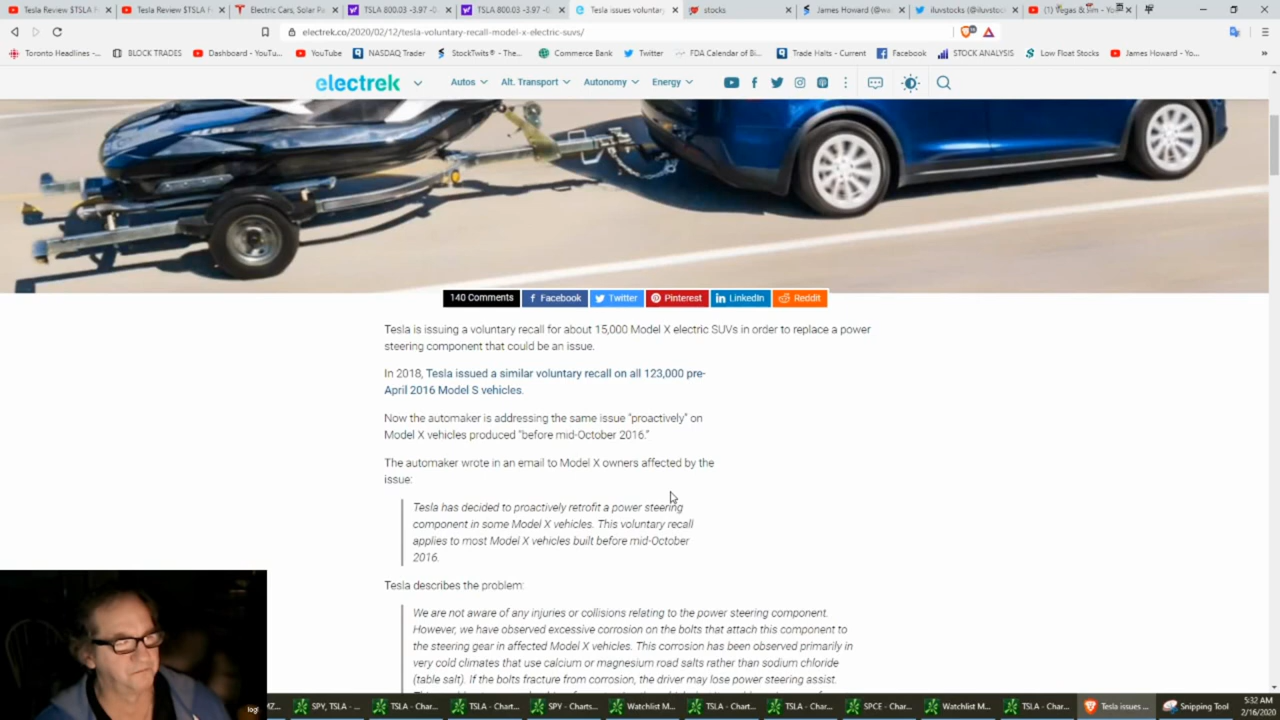 Tesla Review $TSLA
Tesla Review $TSLA
Electric Cars, Solar Pa
TSLA 800.03 -3.97 -0
TSLA 800.03 -3.97 -0
Tesla issues voluntar
stocks
James Howard (@wa
iluvstocks (@iluvstoc
(1) Vegas & Sim - Yo
electrek.co/2020/02/12/tesla-voluntary-recall-model-x-electric-suvs/
Toronto Headlines -...
BLOCK TRADES
Dashboard - YouTu...
YouTube
NASDAQ Trader
StockTwits® - The...
Commerce Bank
Twitter
FDA Calendar of Bi...
Trade Halts - Current
Facebook
STOCK ANALYSIS
Low Float Stocks
James Howard - Yo...
electrek
Autos
Alt. Transport
Autonomy
Energy
140 Comments
Facebook
Twitter
Pinterest
LinkedIn
Reddit
Tesla is issuing a voluntary recall for about 15,000 Model X electric SUVs in order to replace a power
steering component that could be an issue.
In 2018, Tesla issued a similar voluntary recall on all 123,000 pre-
April 2016 Model S vehicles.
Now the automaker is addressing the same issue "proactively" on
Model X vehicles produced "before mid-October 2016."
The automaker wrote in an email to Model X owners affected by the
issue:
Tesla has decided to proactively retrofit a power steering
component in some Model X vehicles. This voluntary recall
applies to most Model X vehicles built before mid-October
2016.
Tesla describes the problem:
We are not aware of any injuries or collisions relating to the power steering component.
However, we have observed excessive corrosion on the bolts that attach this component to
the steering gear in affected Model X vehicles. This corrosion has been observed primarily in
very cold climates that use calcium or magnesium road salts rather than sodium chloride
(table salt). If the bolts fracture from corrosion, the driver may lose power steering assist.
logi
SPY, TSLA - ...
TSLA - Char...
TSLA - Chart...
SPY - Charts...
Watchlist M...
TSLA - Chart...
TSLA - Char...
SPCE - Char...
Watchlist M...
TSLA - Char...
Tesla issues ...
Snipping Tool
5:32 AM
2/16/2020